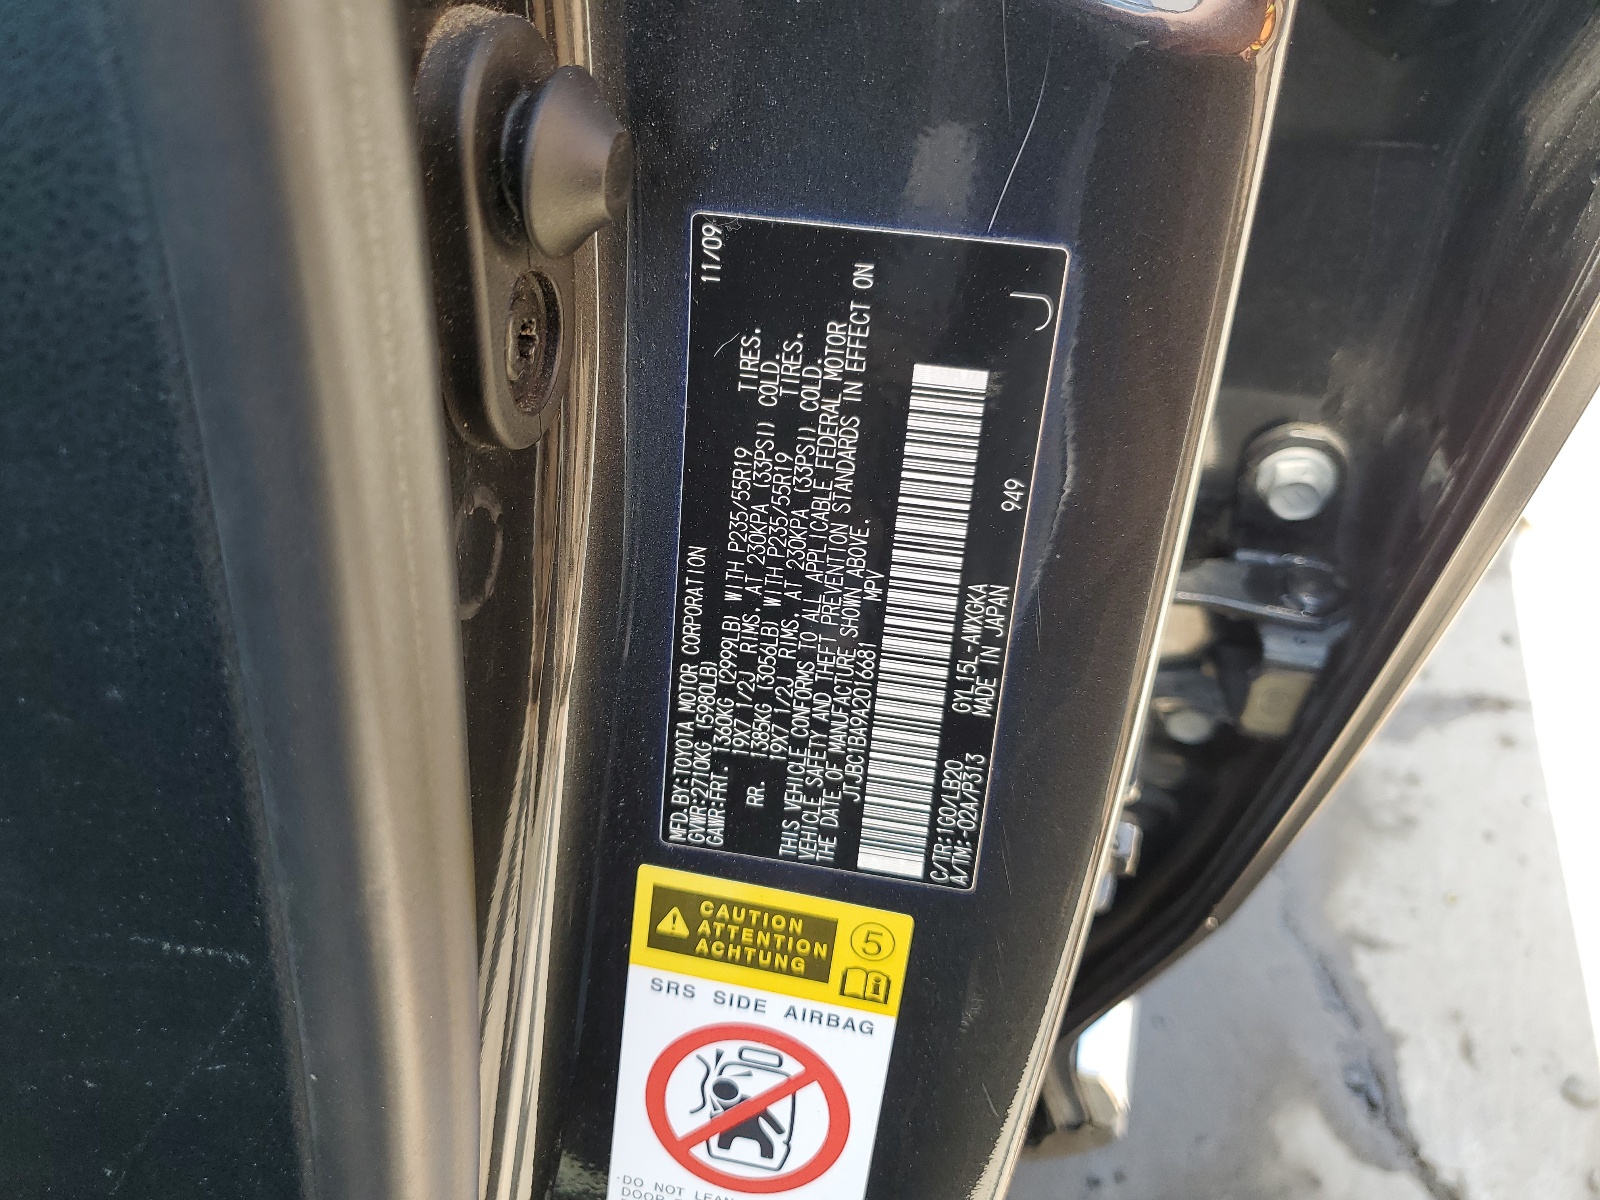 MFD. BY: TOYOTA MOTOR CORPORATION 11/09
GVWR: 2710KG (5980LB)
GAWR: FRT. 1360KG (2999LB) WITH P235/55R19 TIRES.
19X7 1/2J RIMS, AT 230KPA (33PSI) COLD.
RR. 1385KG (3056LB) WITH P235/55R19 TIRES.
19X7 1/2J RIMS, AT 230KPA (33PSI) COLD.
THIS VEHICLE CONFORMS TO ALL APPLICABLE FEDERAL MOTOR
VEHICLE SAFETY AND THEFT PREVENTION STANDARDS IN EFFECT ON
THE DATE OF MANUFACTURE SHOWN ABOVE.
JTJBC1BA9A2016681 MPV
C/TR: 1G0/LB20 GYL15L-AWXGKA
A/TM: -02A/P313 MADE IN JAPAN 949 J
CAUTION
ATTENTION
ACHTUNG
5
SRS SIDE AIRBAG
DO NOT LEAN
DOOR